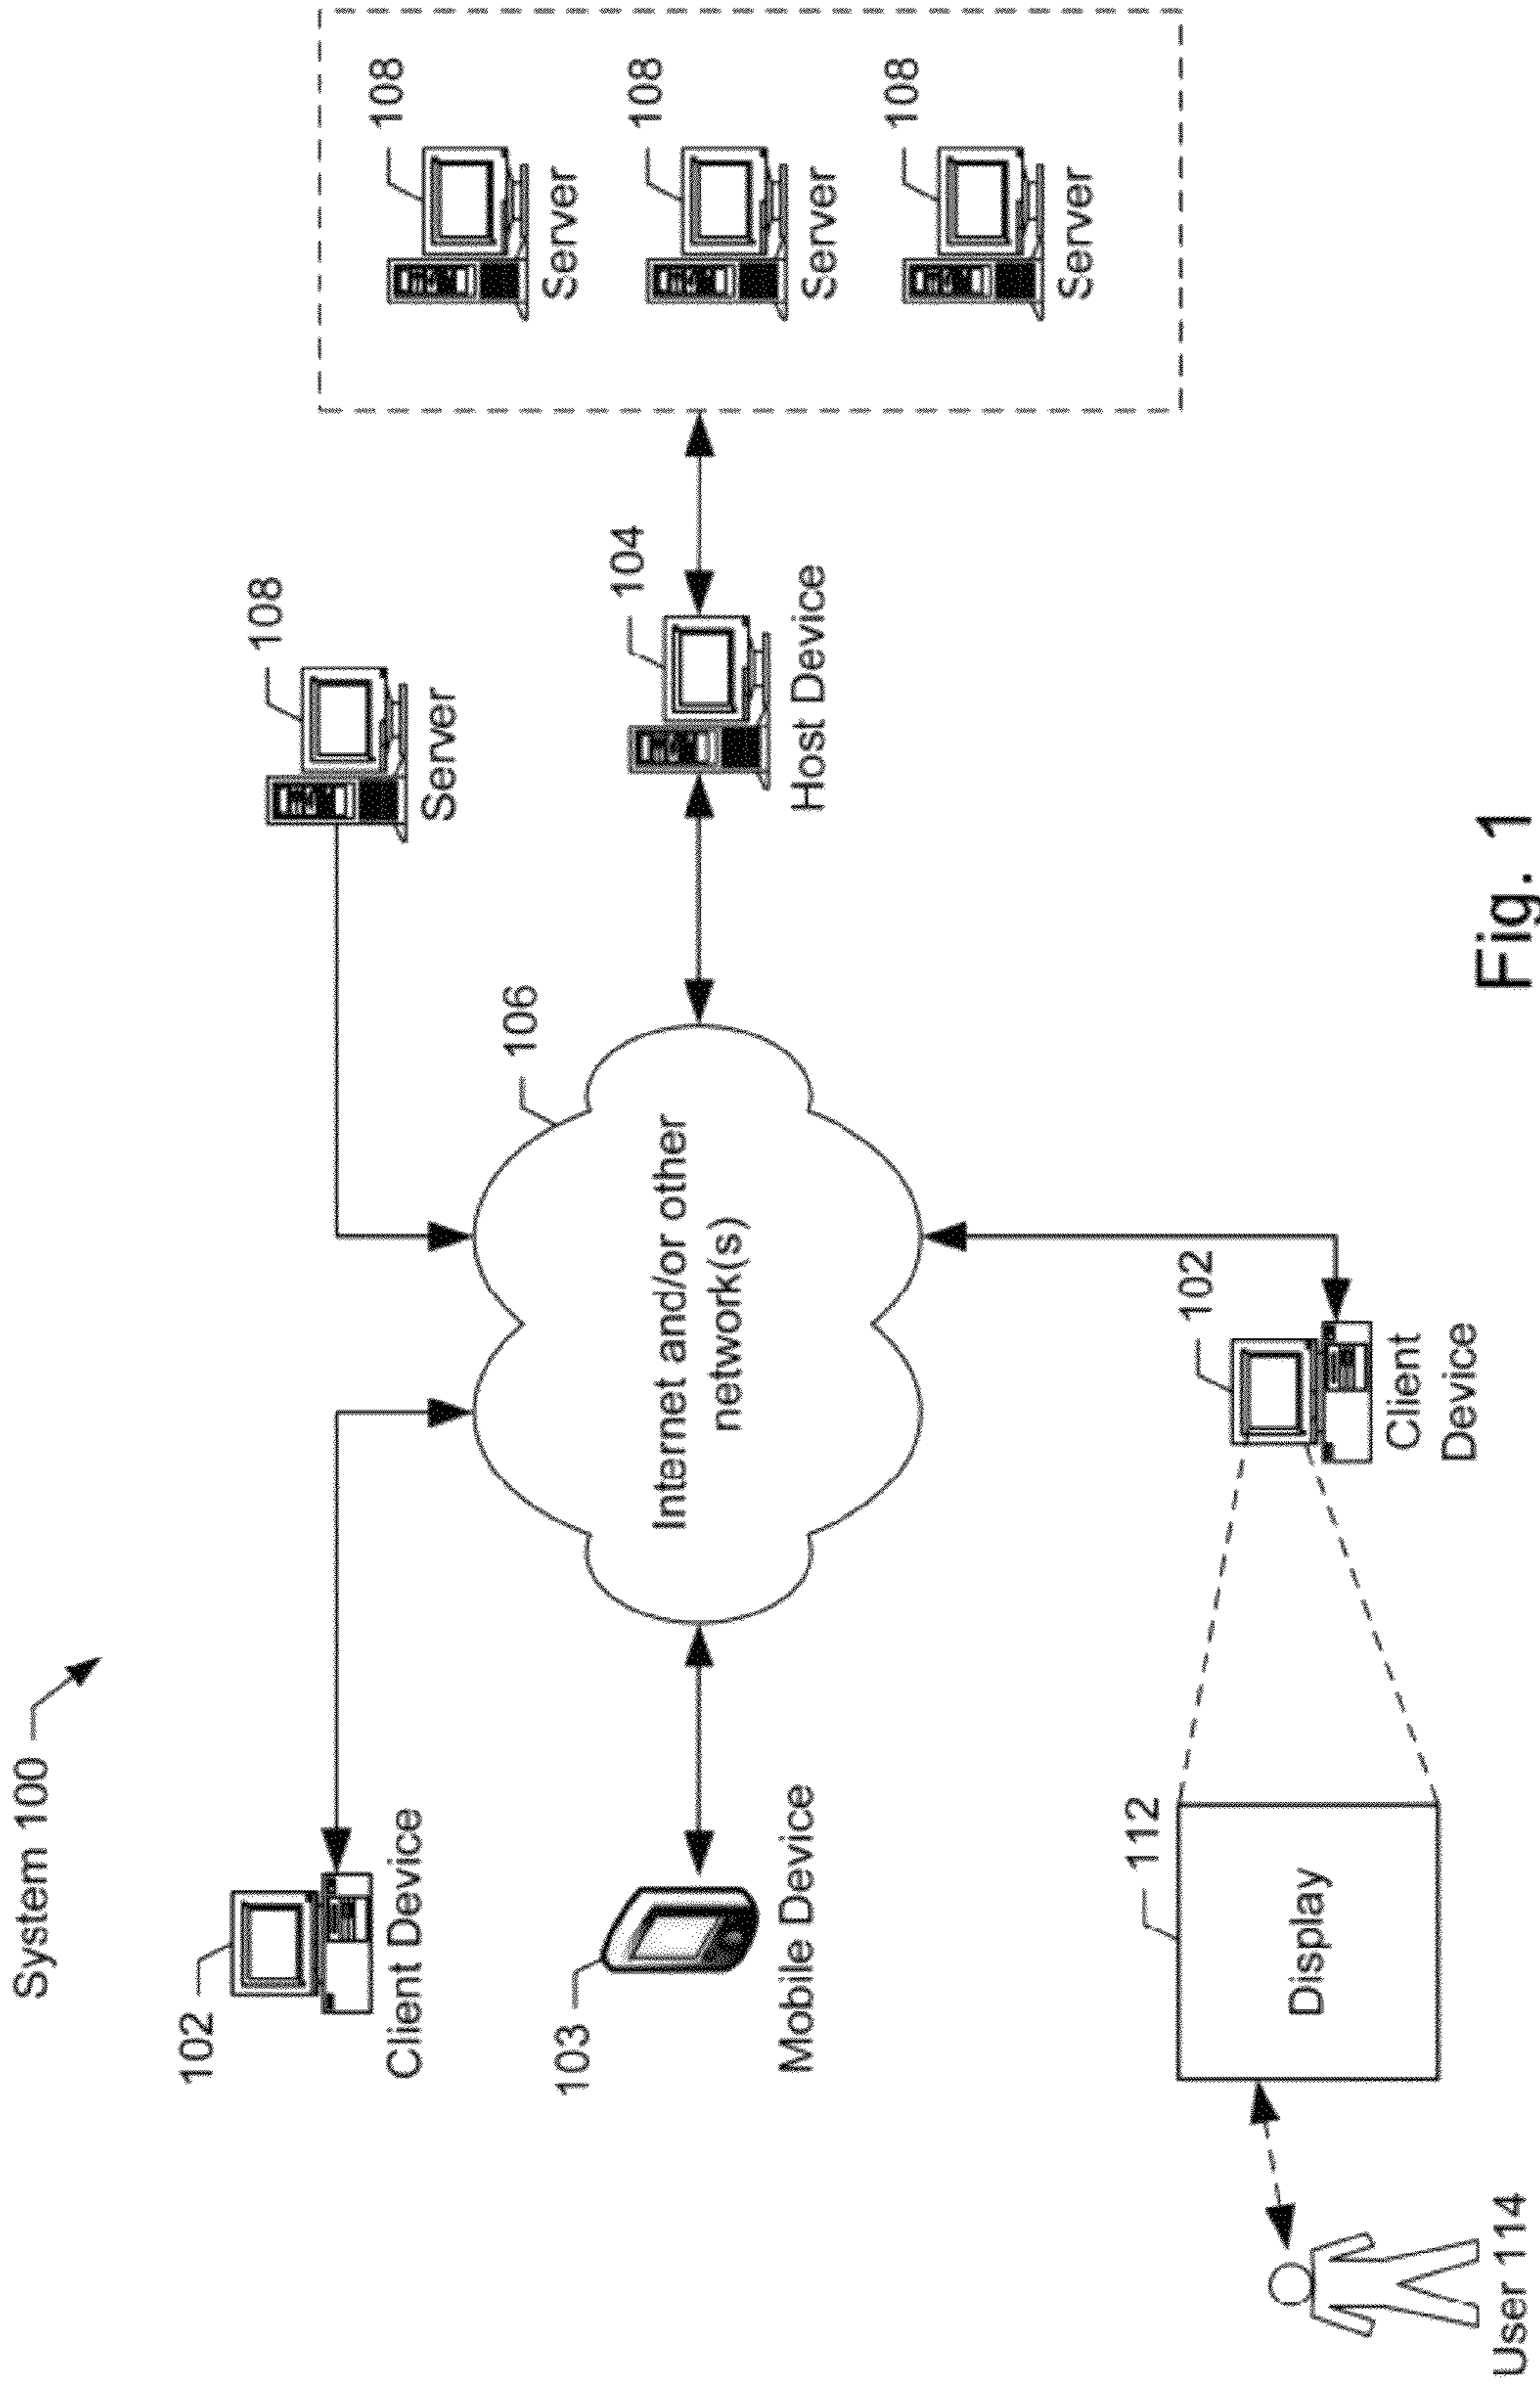 System 100
108
Server
108
Server
102
Client Device
106
104
Host Device
108
Server
Internet and/or other
network(s)
103
Mobile Device
108
Server
112
Display
102
Client
Device
User 114
Fig. 1